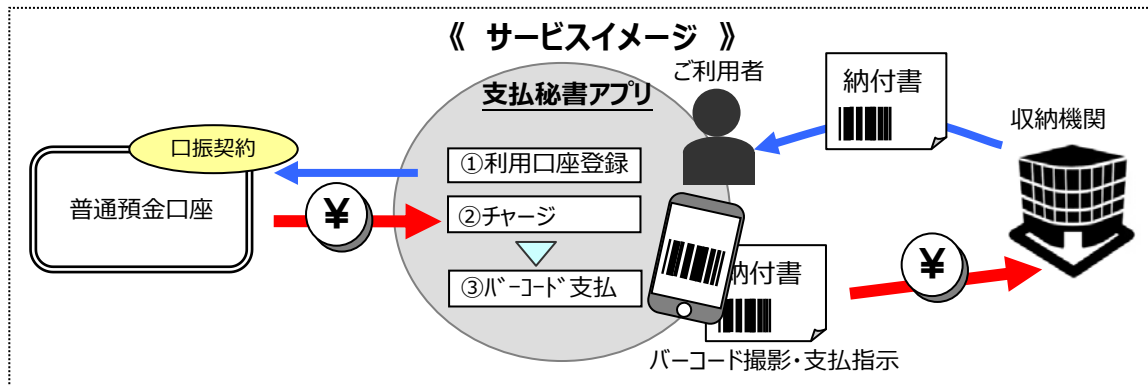 《 サービスイメージ 》
支払秘書アプリ
ご利用者
納付書
収納機関
口振契約
①利用口座登録
普通預金口座
¥
②チャージ
¥
③バーコード支払
納付書
バーコード撮影・支払指示